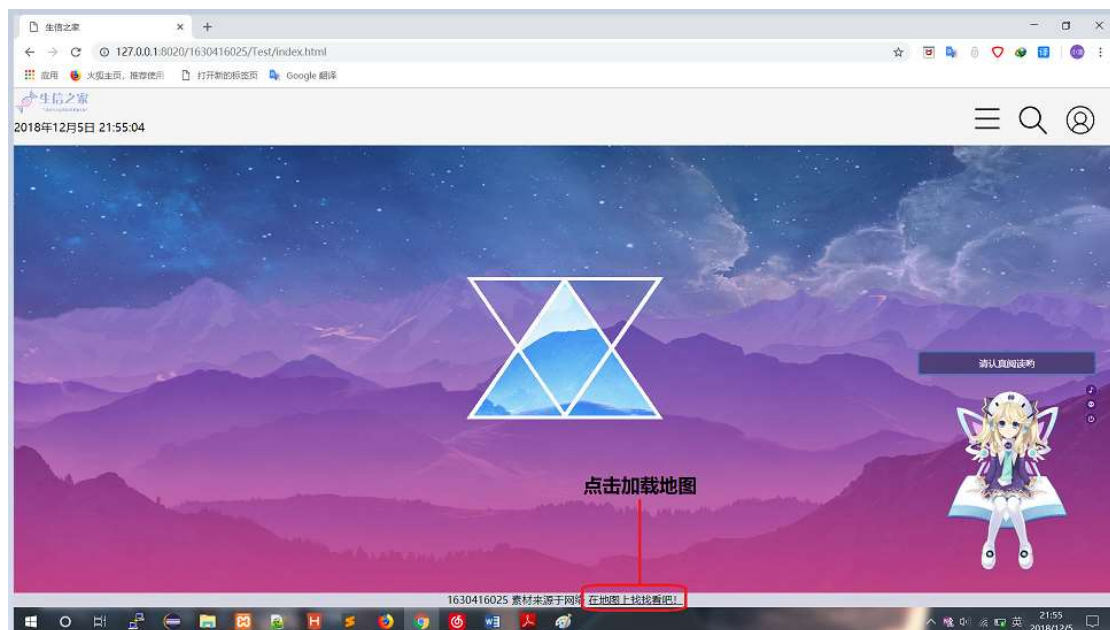 生信之家
127.0.0.1:8020/1630416025/Test/index.html
应用 火狐主页,推荐使用 打开新的标签页 Google 翻译
生信之家
2018年12月5日 21:55:04
请认真阅读哟
点击加载地图
1630416025 素材来源于网络 在地图上找找看吧!
英 21:55
2018/12/5